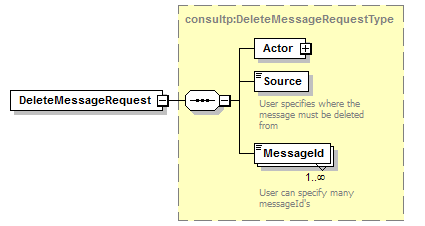 consultp:DeleteMessageRequestType
Actor
Source
User specifies where the
message must be deleted
from
DeleteMessageRequest
MessageId
1..∞
User can specify many
messageId's